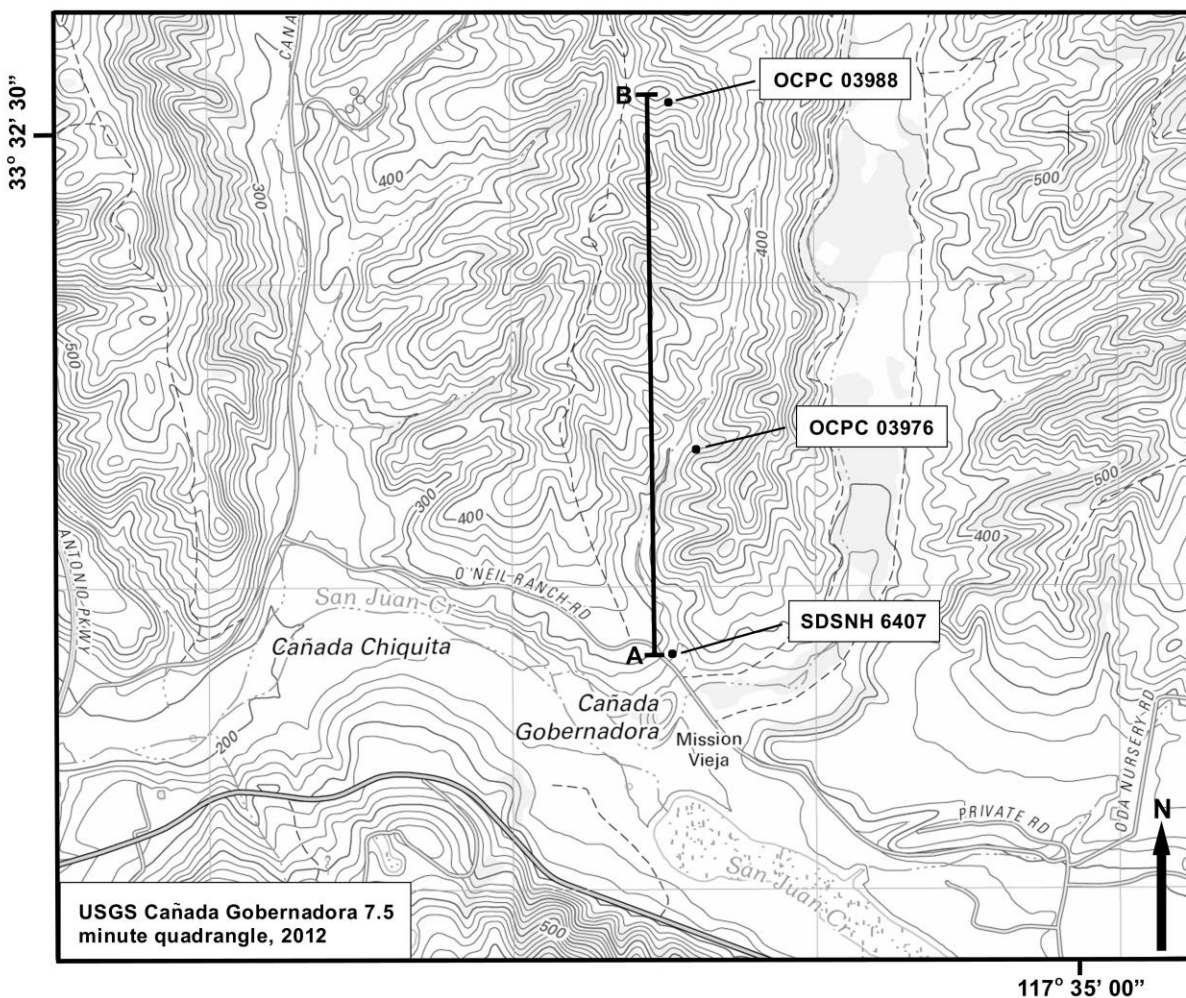 CANA
OCPC 03988
B
33° 32' 30"
400
500
300
400
500
OCPC 03976
500
300
400
400
ANTONIO PKWY
O'NEIL RANCH RD
San Juan Cr
SDSNH 6407
Cañada Chiquita
A
Cañada
Gobernadora
Mission
Vieja
200
ODA NURSERY RD
PRIVATE RD
N
San Juan Cr
USGS Cañada Gobernadora 7.5
minute quadrangle, 2012
500
117° 35' 00"